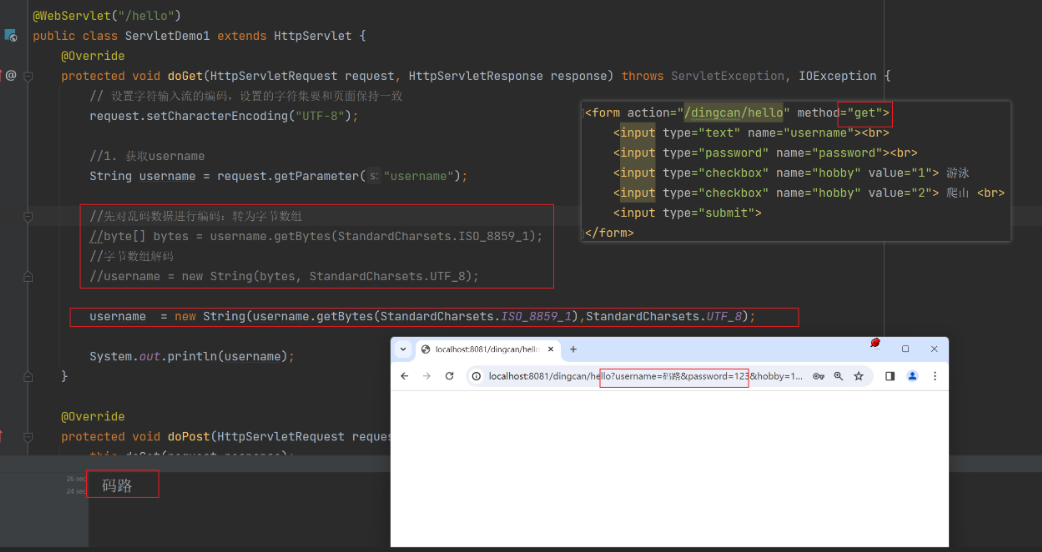 @WebServlet("/hello")
public class ServletDemo1 extends HttpServlet {
@Override
protected void doGet(HttpServletRequest request, HttpServletResponse response) throws ServletException, IOException {
// 设置字符输入流的编码，设置的字符集要和页面保持一致
request.setCharacterEncoding("UTF-8");
//1. 获取username
String username = request.getParameter( s: "username");
//先对乱码数据进行编码：转为字节数组
//byte[] bytes = username.getBytes(StandardCharsets.ISO_8859_1);
//字节数组解码
//username = new String(bytes, StandardCharsets.UTF_8);
username  = new String(username.getBytes(StandardCharsets.ISO_8859_1),StandardCharsets.UTF_8);
System.out.println(username);
}
@Override
protected void doPost(HttpServletRequest reque
this.doGet(request,response);
<form action="/dingcan/hello" method="get">
<input type="text" name="username"><br>
<input type="password" name="password"><br>
<input type="checkbox" name="hobby" value="1"> 游泳
<input type="checkbox" name="hobby" value="2"> 爬山 <br>
<input type="submit">
</form>
localhost:8081/dingcan/hello
localhost:8081/dingcan/hello?username=码路&password=123&hobby=1...
26 sec
24 sec
码路